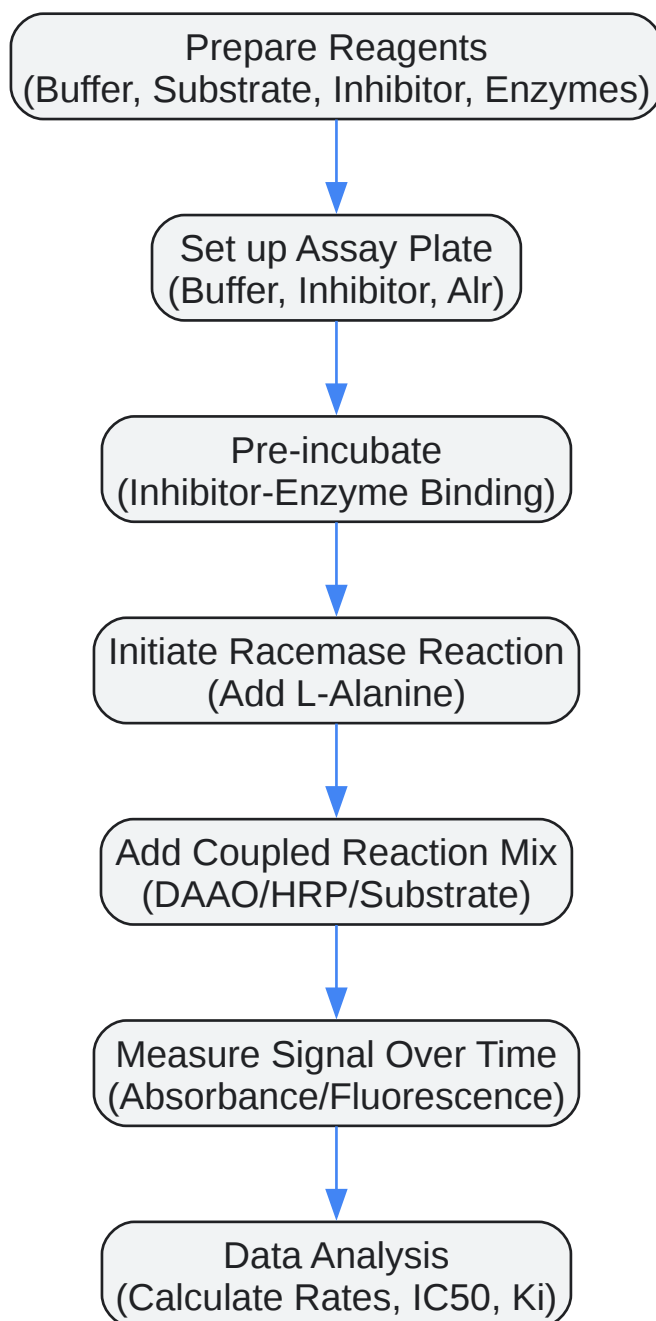 Prepare Reagents
(Buffer, Substrate, Inhibitor, Enzymes)
Set up Assay Plate
(Buffer, Inhibitor, Alr)
Pre-incubate
(Inhibitor-Enzyme Binding)
Initiate Racemase Reaction
(Add L-Alanine)
Add Coupled Reaction Mix
(DAAO/HRP/Substrate)
Measure Signal Over Time
(Absorbance/Fluorescence)
Data Analysis
(Calculate Rates, IC50, Ki)